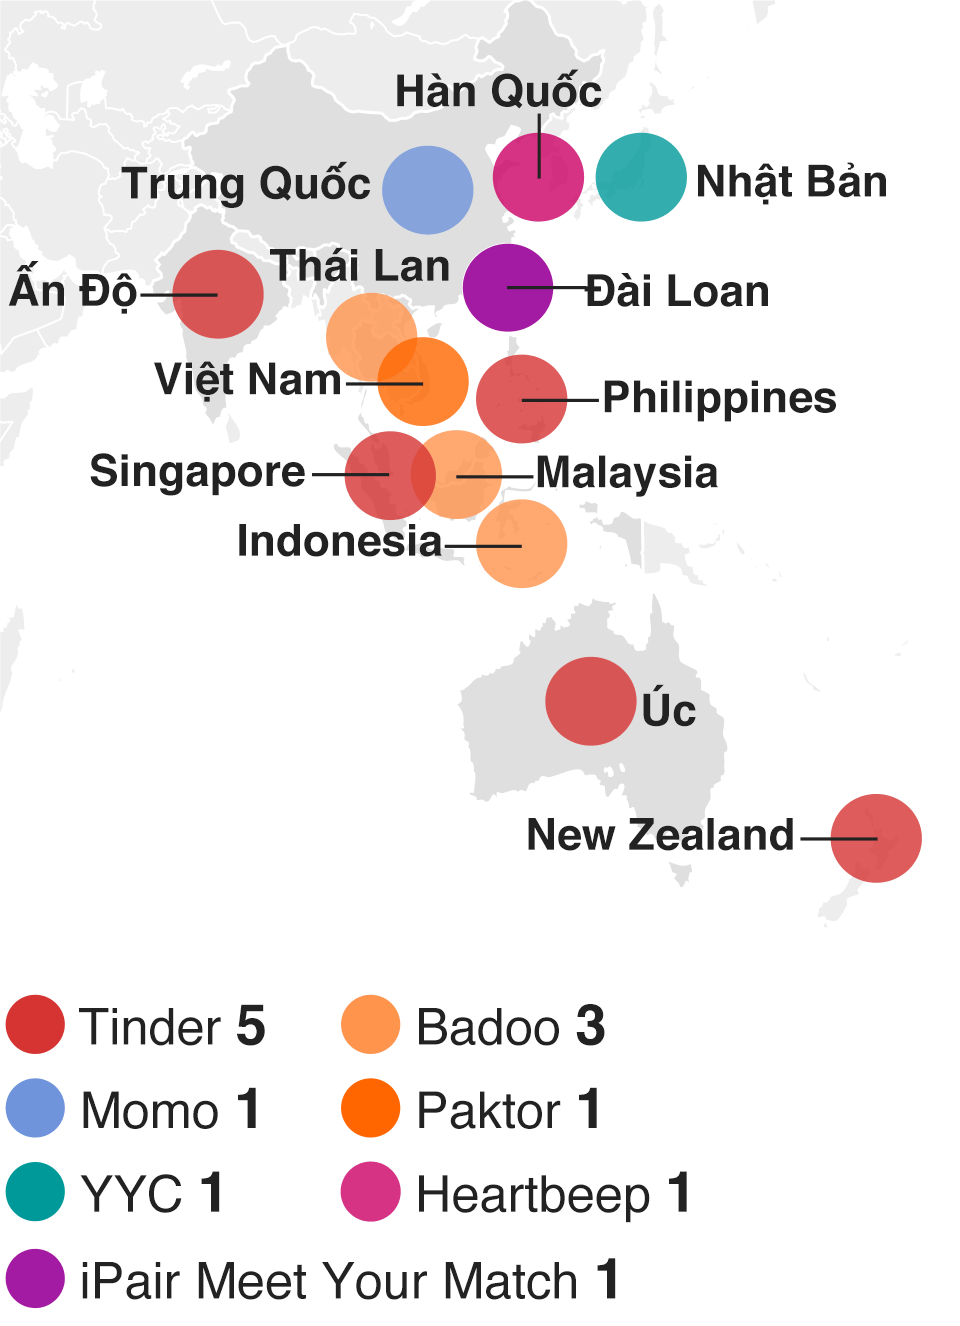 Hàn Quốc
Trung Quốc
Nhật Bản
Thái Lan
Ấn Độ
Đài Loan
Việt Nam
Philippines
Singapore
Malaysia
Indonesia
Úc
New Zealand
Tinder 5
Badoo 3
Momo 1
Paktor 1
YYC 1
Heartbeep 1
iPair Meet Your Match 1